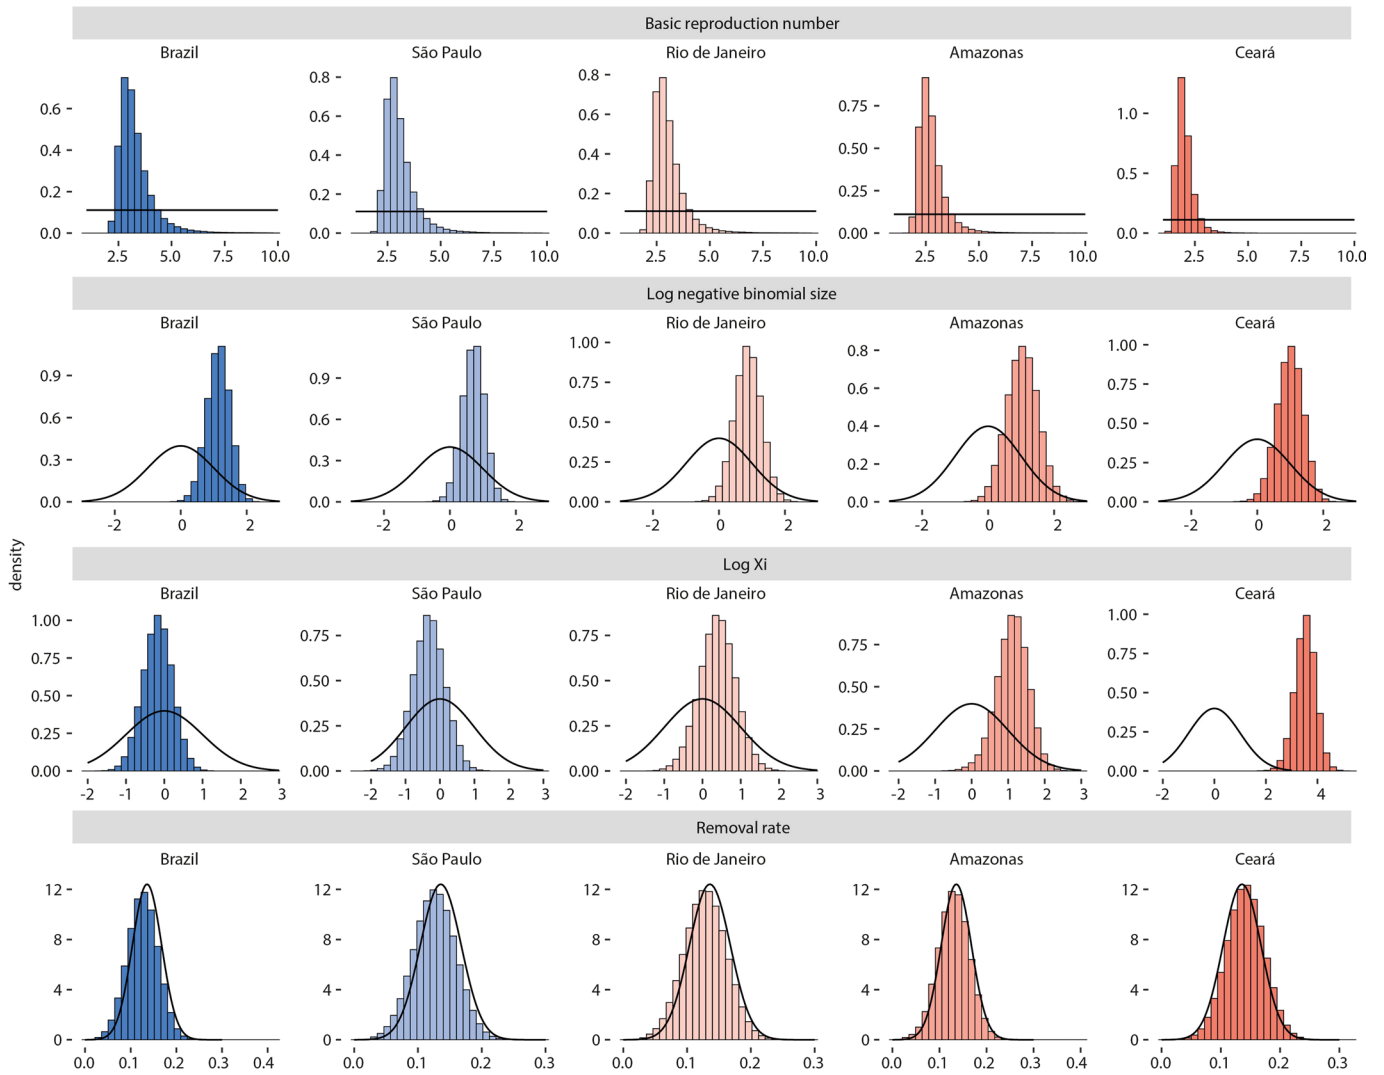 Basic reproduction number
Brazil São Paulo Rio de Janeiro Amazonas Ceará
0.6 0.4 0.2 0.0
0.8 0.6 0.4 0.2 0.0
0.8 0.6 0.4 0.2 0.0
0.75 0.50 0.25 0.00
1.0 0.5 0.0
2.5 5.0 7.5 10.0 2.5 5.0 7.5 10.0 2.5 5.0 7.5 10.0 2.5 5.0 7.5 10.0 2.5 5.0 7.5 10.0
Log negative binomial size
Brazil São Paulo Rio de Janeiro Amazonas Ceará
0.9 0.6 0.3 0.0
0.9 0.6 0.3 0.0
1.00 0.75 0.50 0.25 0.00
0.8 0.6 0.4 0.2 0.0
1.00 0.75 0.50 0.25 0.00
-2 0 2 -2 0 2 -2 0 2 -2 0 2 -2 0 2
density
Log Xi
Brazil São Paulo Rio de Janeiro Amazonas Ceará
1.00 0.75 0.50 0.25 0.00
0.75 0.50 0.25 0.00
0.75 0.50 0.25 0.00
0.75 0.50 0.25 0.00
1.00 0.75 0.50 0.25 0.00
-2 -1 0 1 2 3 -2 -1 0 1 2 3 -2 -1 0 1 2 3 -2 -1 0 1 2 3 -2 0 2 4
Removal rate
Brazil São Paulo Rio de Janeiro Amazonas Ceará
12 8 4 0
12 8 4 0
12 8 4 0
12 8 4 0
12 8 4 0
0.0 0.1 0.2 0.3 0.4 0.0 0.1 0.2 0.3 0.0 0.1 0.2 0.3 0.0 0.1 0.2 0.3 0.4 0.0 0.1 0.2 0.3